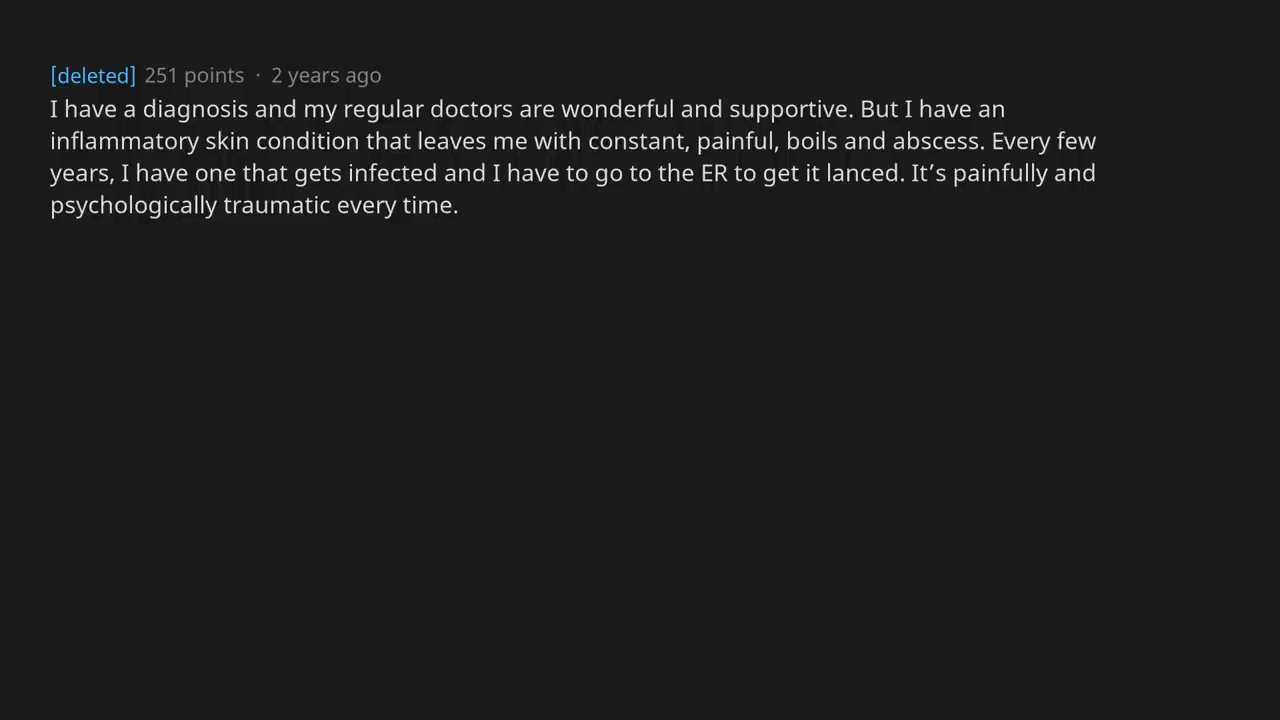 [deleted] 251 points · 2 years ago
I have a diagnosis and my regular doctors are wonderful and supportive. But I have an
inflammatory skin condition that leaves me with constant, painful, boils and abscess. Every few
years, I have one that gets infected and I have to go to the ER to get it lanced. It’s painfully and
psychologically traumatic every time.